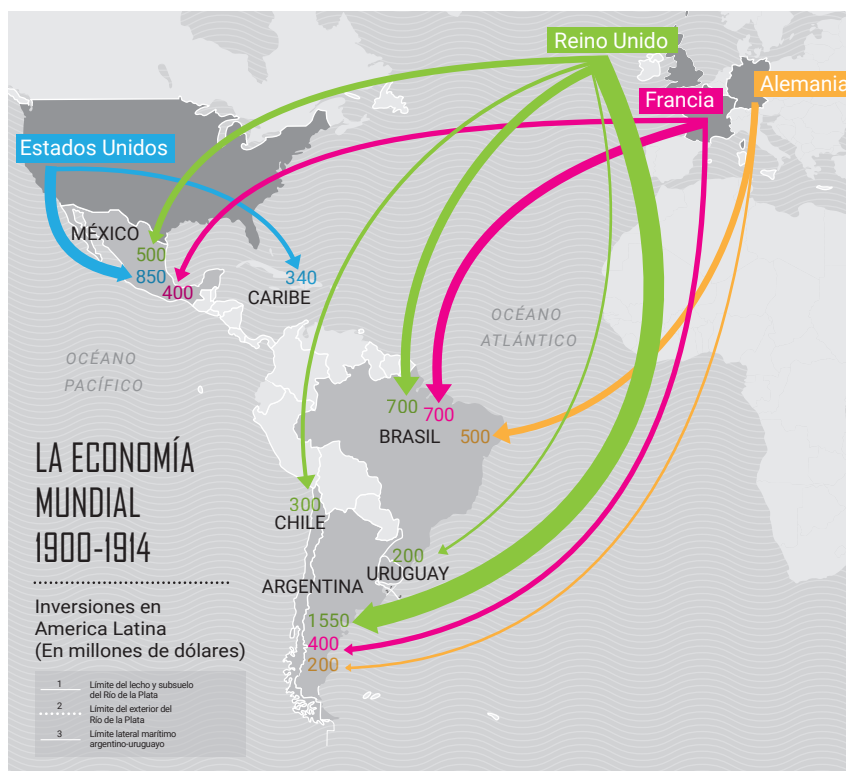 Reino Unido
Alemania
Francia
Estados Unidos
MÉXICO
500
850
400
340
CARIBE
OCÉANO
ATLÁNTICO
OCÉANO
PACÍFICO
700
700
BRASIL
500
300
CHILE
200
URUGUAY
ARGENTINA
1550
400
200
LA ECONOMÍA
MUNDIAL
1900-1914
Inversiones en
America Latina
(En millones de dólares)
1 Límite del lecho y subsuelo
del Río de la Plata
2 Límite del exterior del
Río de la Plata
3 Límite lateral marítimo
argentino-uruguayo